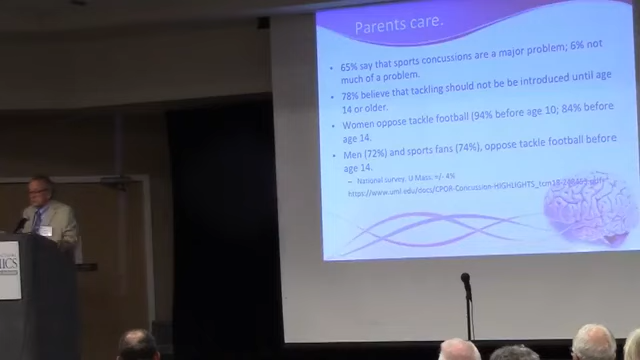 Parents care.
• 65% say that sports concussions are a major problem; 6% not
much of a problem.
• 78% believe that tackling should not be be introduced until age
14 or older.
• Women oppose tackle football (94% before age 10; 84% before
age 14.
• Men (72%) and sports fans (74%), oppose tackle football before
age 14.
– National survey, U Mass: +/- 4%